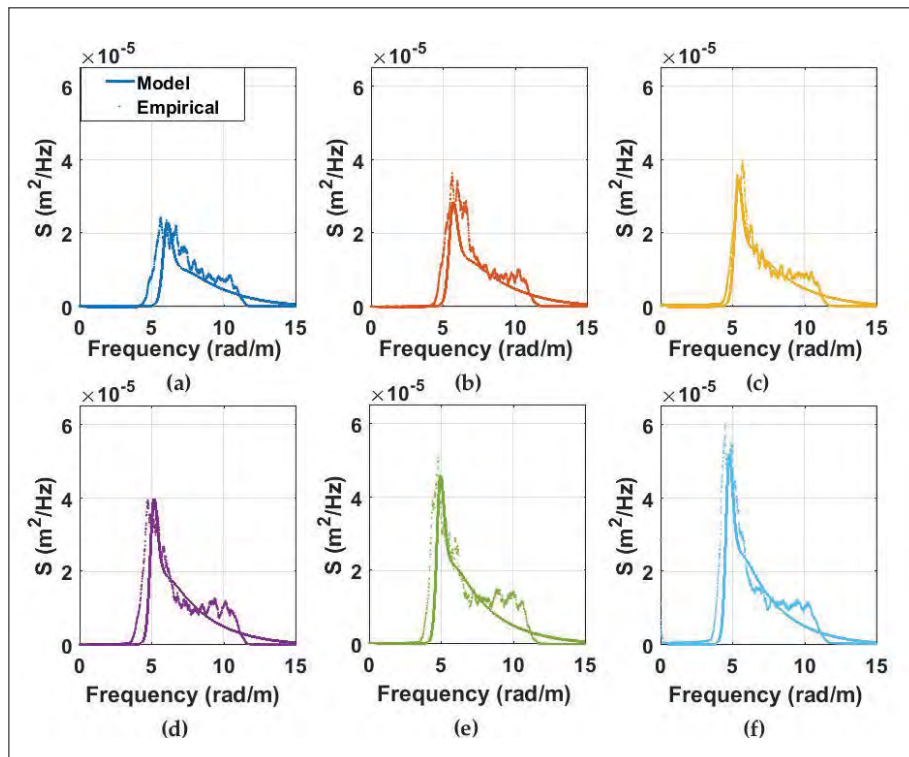 ×10⁻⁵ ×10⁻⁵ ×10⁻⁵
6 6 6
Model
Empirical
4 4 4
S (m²/Hz) S (m²/Hz) S (m²/Hz)
2 2 2
0 0 0
0 5 10 15 0 5 10 15 0 5 10 15
Frequency (rad/m) Frequency (rad/m) Frequency (rad/m)
(a) (b) (c)
×10⁻⁵ ×10⁻⁵ ×10⁻⁵
6 6 6
4 4 4
S (m²/Hz) S (m²/Hz) S (m²/Hz)
2 2 2
0 0 0
0 5 10 15 0 5 10 15 0 5 10 15
Frequency (rad/m) Frequency (rad/m) Frequency (rad/m)
(d) (e) (f)